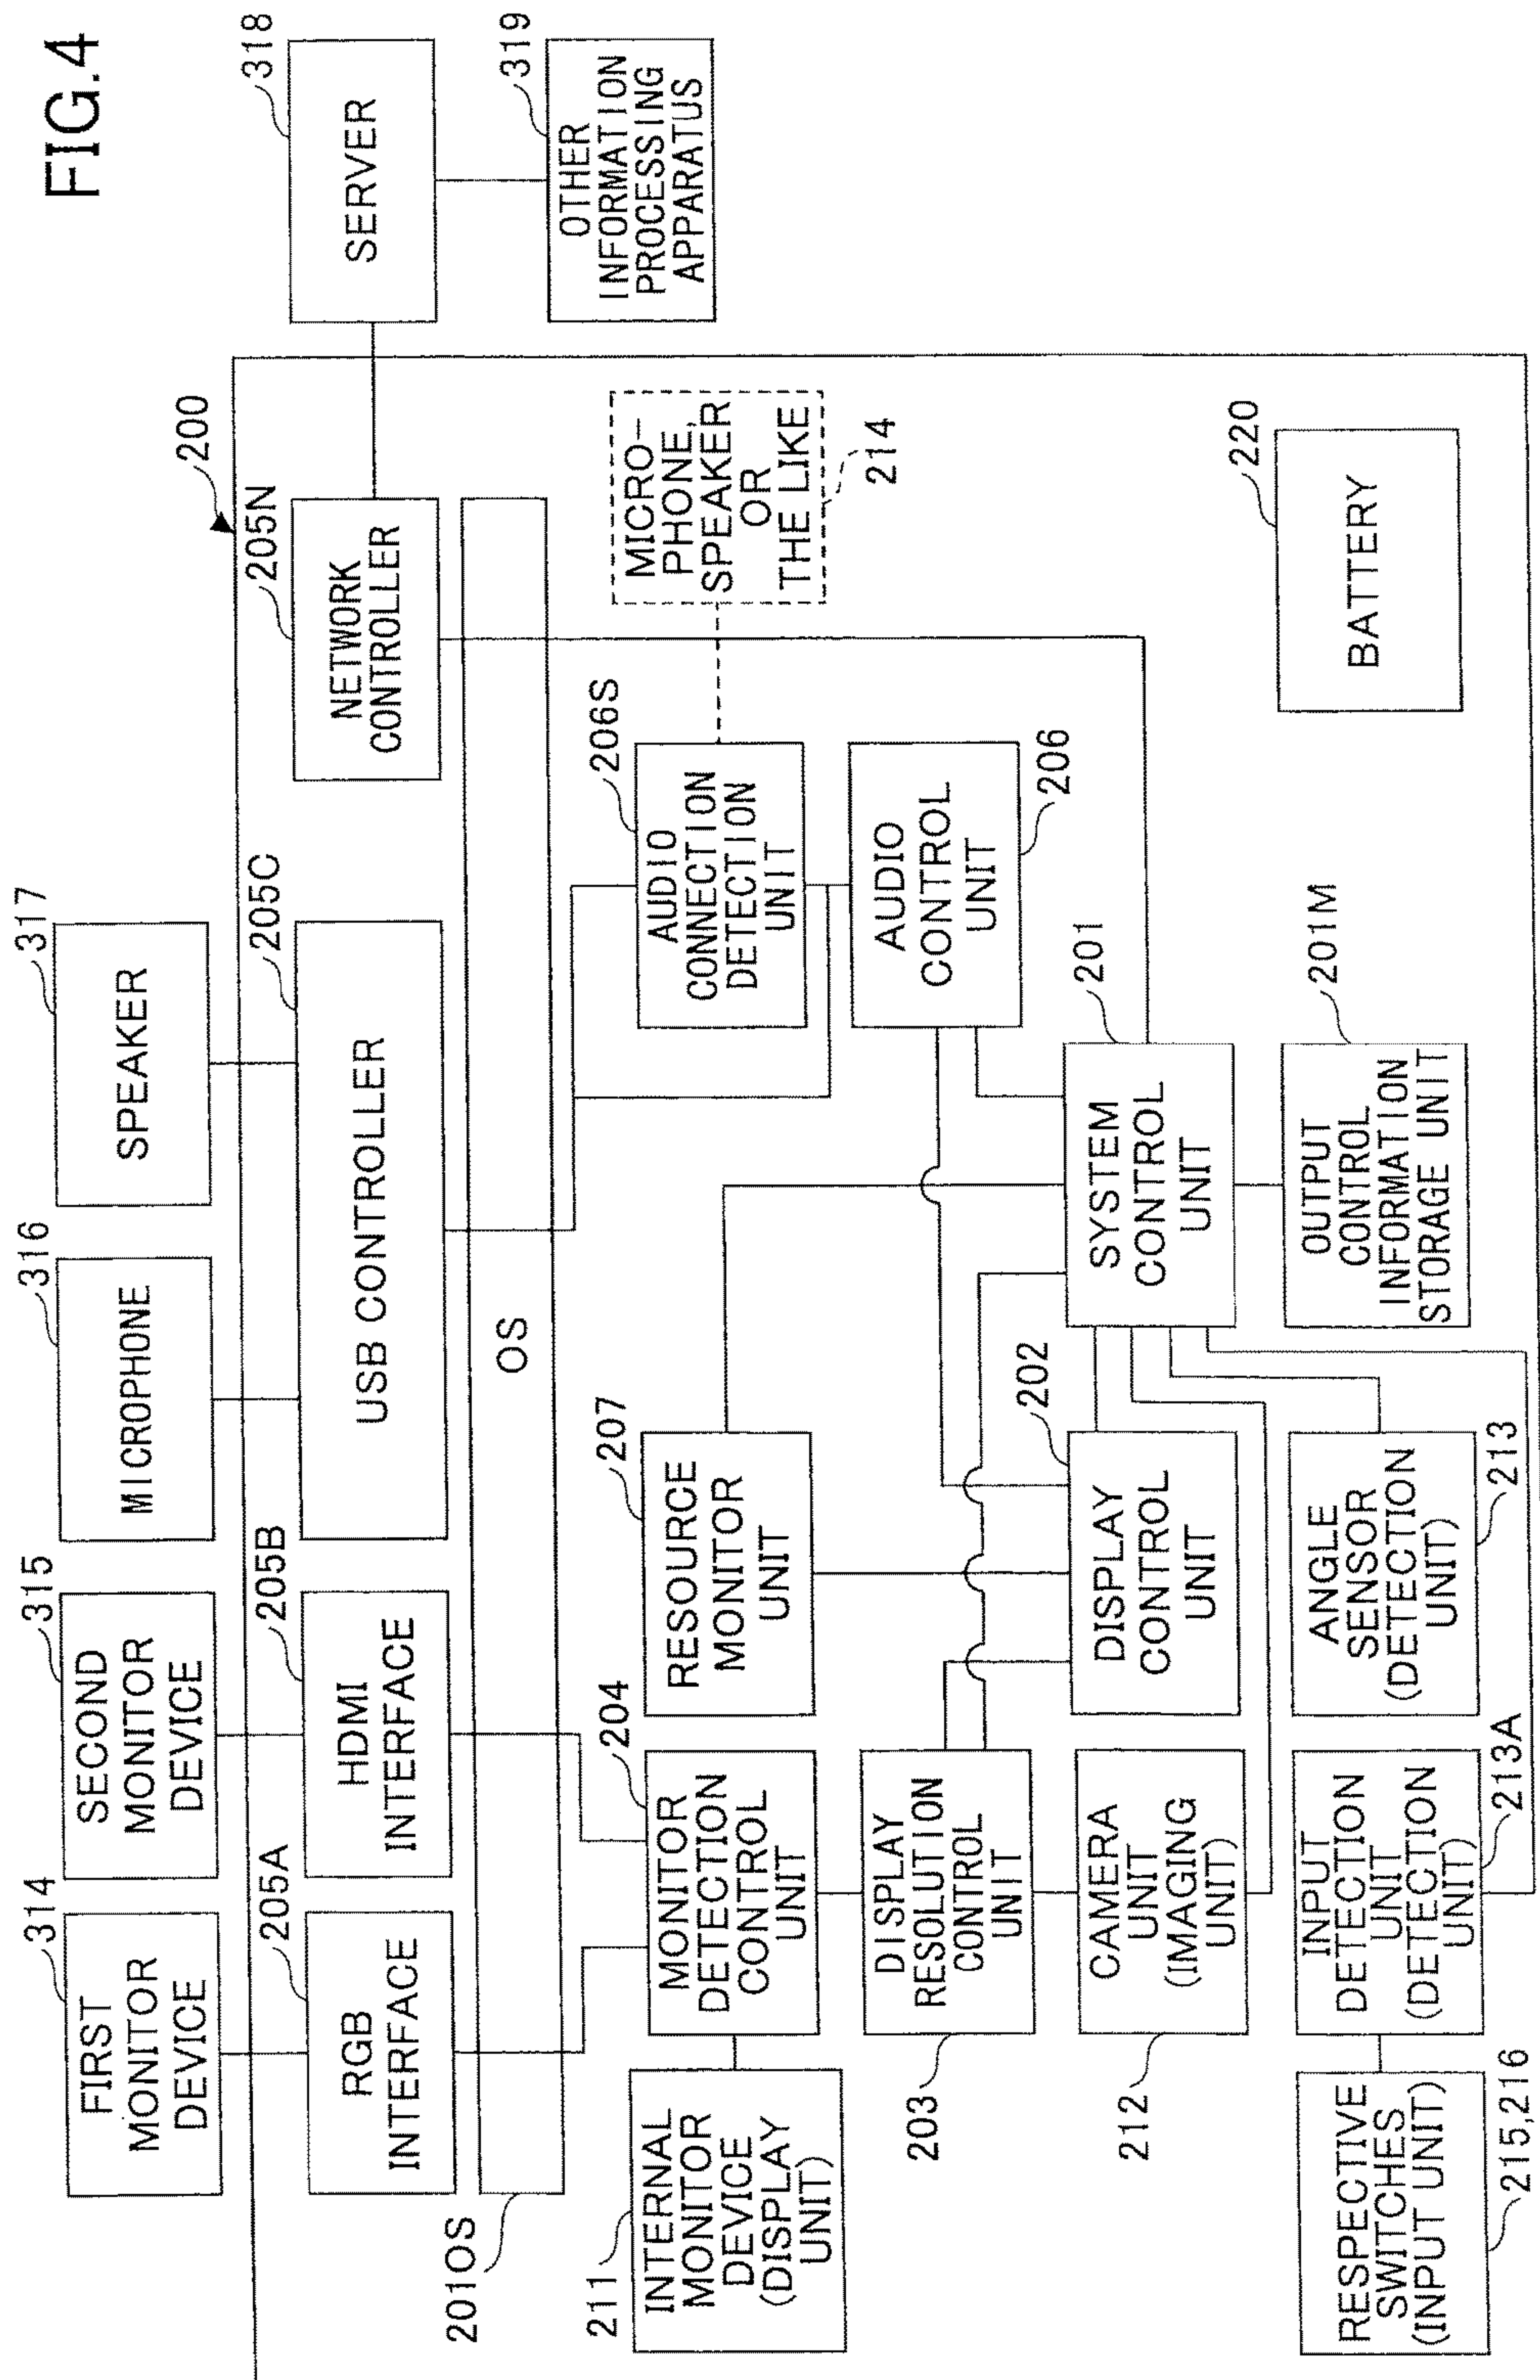 FIG.4
314
FIRST
MONITOR
DEVICE
315
SECOND
MONITOR
DEVICE
316
MICROPHONE
317
SPEAKER
318
SERVER
319
OTHER
INFORMATION
PROCESSING
APPARATUS
200
205A
RGB
INTERFACE
205B
HDMI
INTERFACE
205C
USB CONTROLLER
205N
NETWORK
CONTROLLER
201OS
OS
211
INTERNAL
MONITOR
DEVICE
(DISPLAY
UNIT)
204
MONITOR
DETECTION
CONTROL
UNIT
207
RESOURCE
MONITOR
UNIT
206S
AUDIO
CONNECTION
DETECTION
UNIT
MICRO-
PHONE,
SPEAKER
OR
THE LIKE
214
203
DISPLAY
RESOLUTION
CONTROL
UNIT
AUDIO
CONTROL
UNIT
206
212
CAMERA
UNIT
(IMAGING
UNIT)
202
DISPLAY
CONTROL
UNIT
201
SYSTEM
CONTROL
UNIT
220
BATTERY
RESPECTIVE
SWITCHES
(INPUT UNIT)
215,216
INPUT
DETECTION
UNIT
(DETECTION
UNIT)
213A
ANGLE
SENSOR
(DETECTION
UNIT)
213
201M
OUTPUT
CONTROL
INFORMATION
STORAGE UNIT